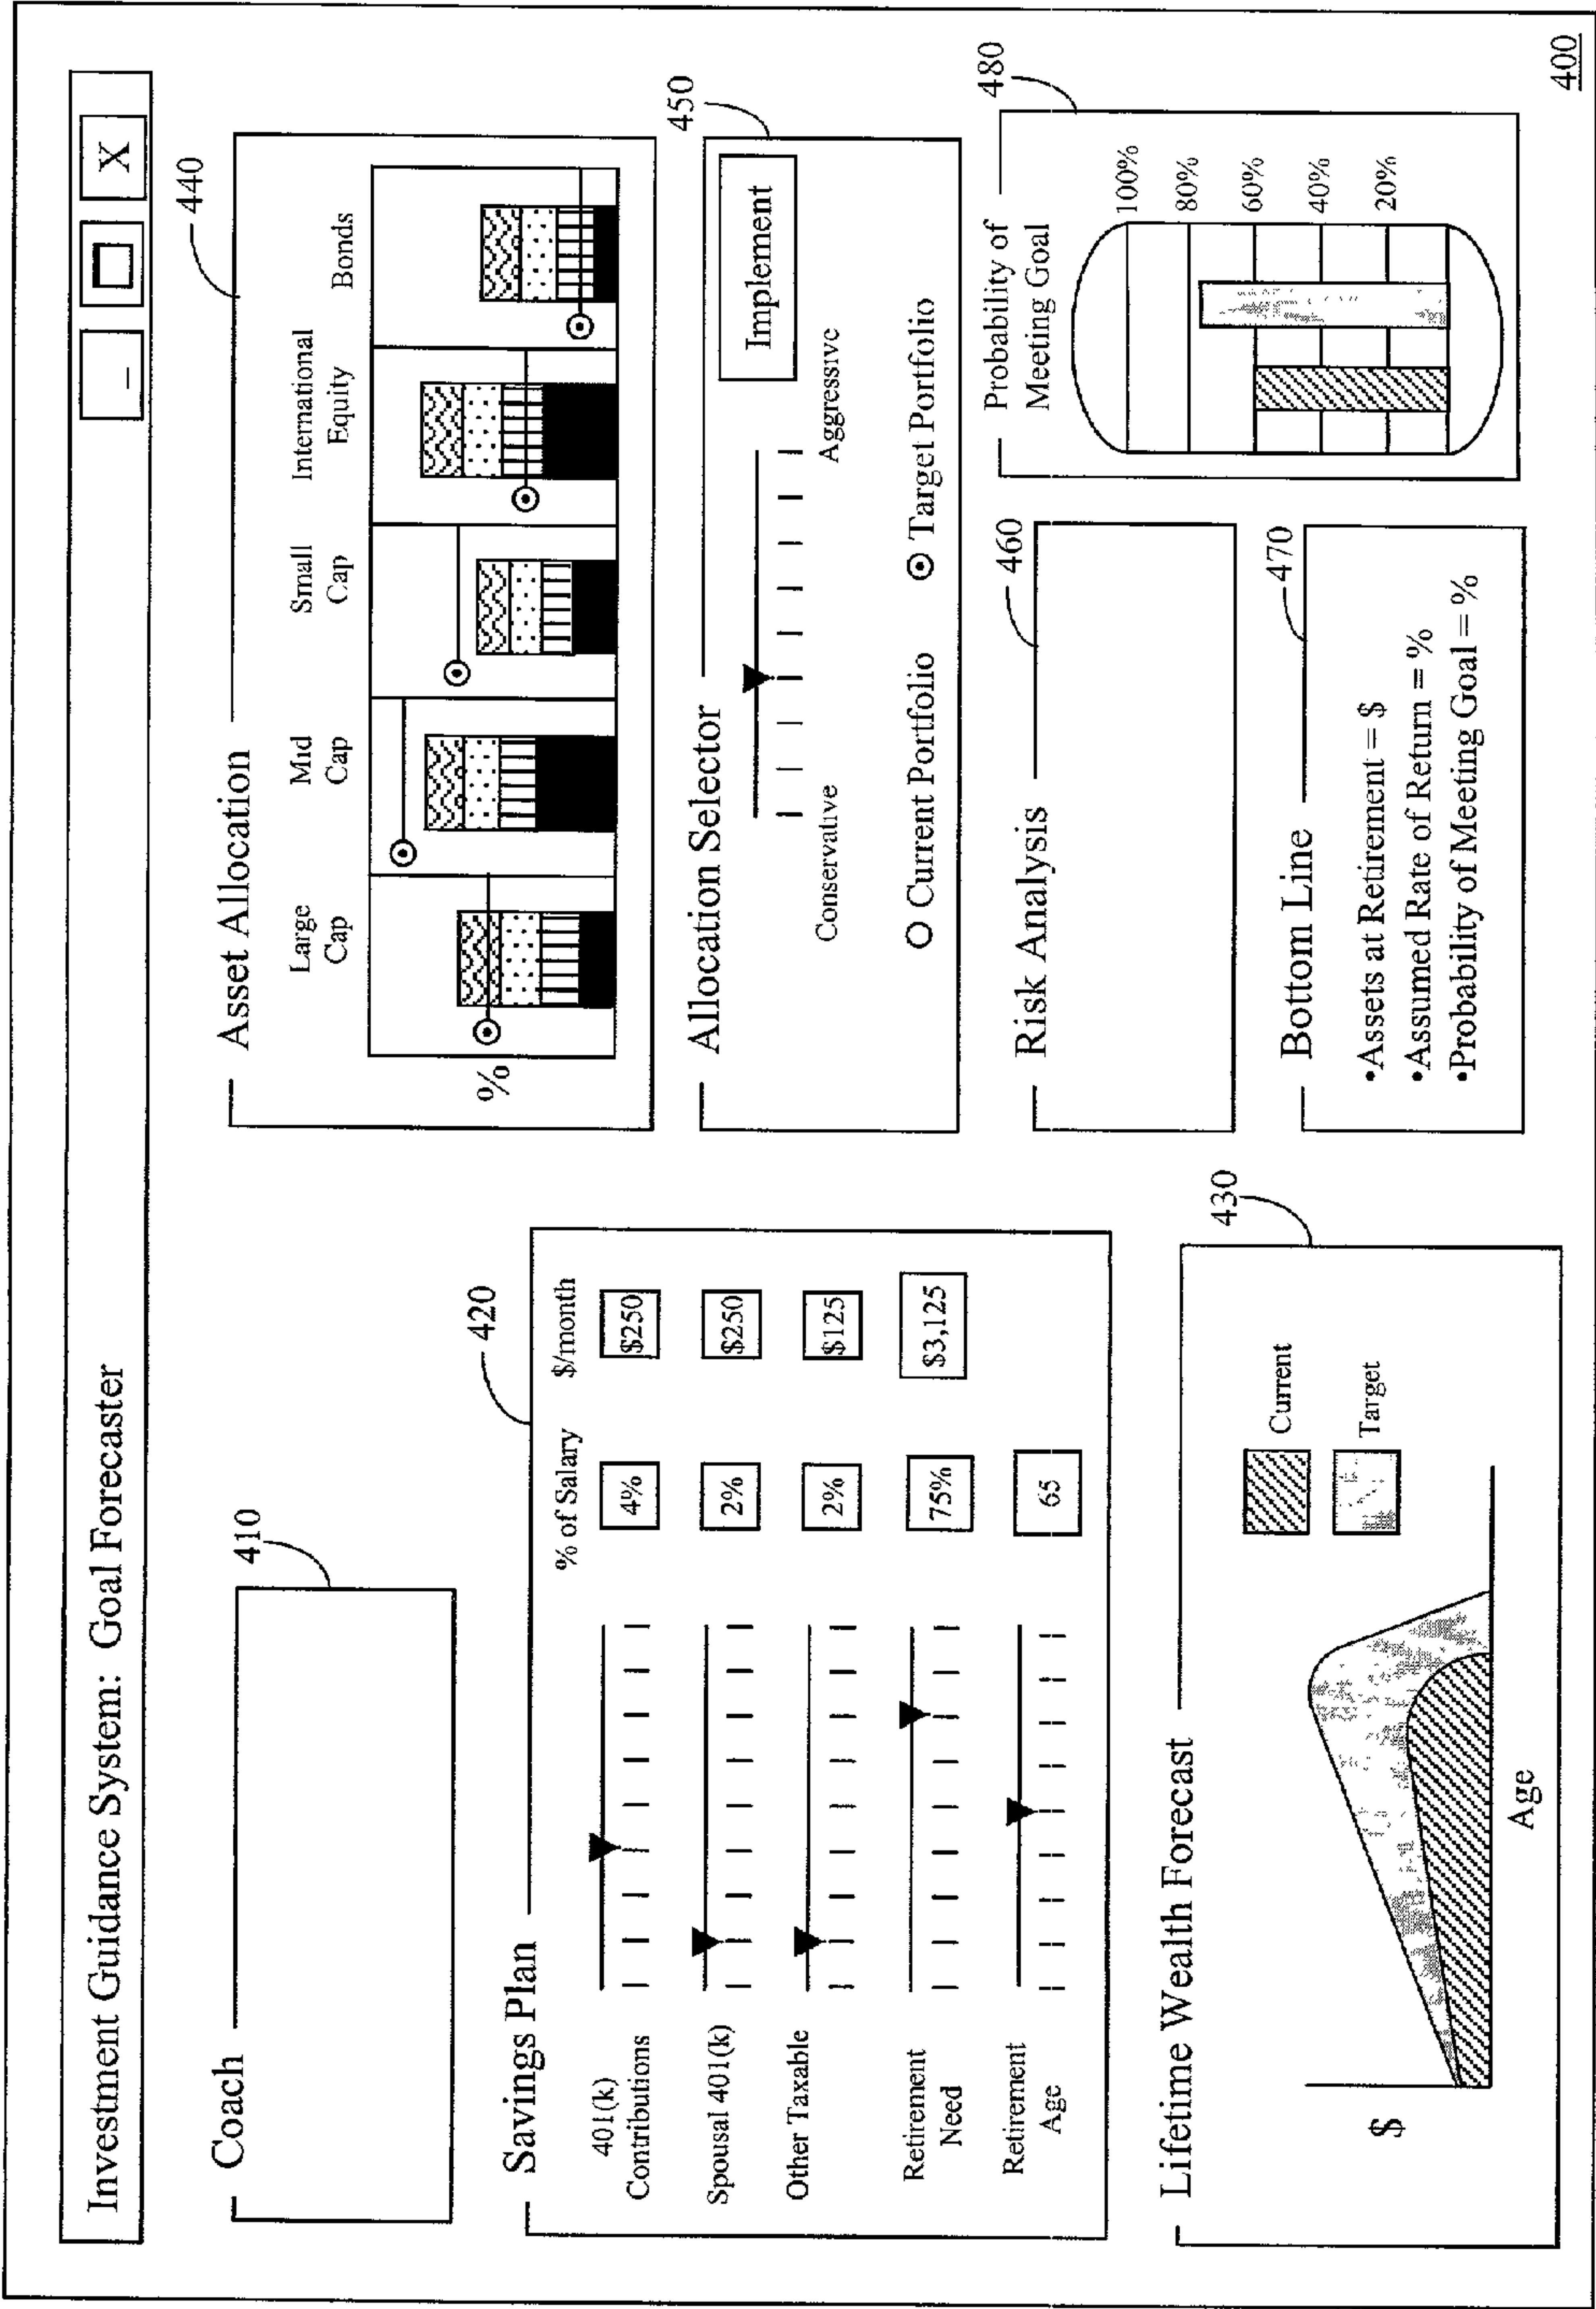 Investment Guidance System: Goal Forecaster
_
X
Coach
410
Savings Plan
420
% of Salary $/month
401(k)
Contributions
4% $250
Spousal 401(k) 2% $250
Other Taxable 2% $125
Retirement
Need
75% $3,125
Retirement
Age
65
Lifetime Wealth Forecast
430
$
Age
Current
Target
Asset Allocation
440
Large
Cap
Mid
Cap
Small
Cap
International
Equity
Bonds
%
Allocation Selector
450
Implement
Conservative Aggressive
Current Portfolio Target Portfolio
Risk Analysis
460
Bottom Line
470
•Assets at Retirement = $
•Assumed Rate of Return = %
•Probability of Meeting Goal = %
Probability of
Meeting Goal
480
100%
80%
60%
40%
20%
400